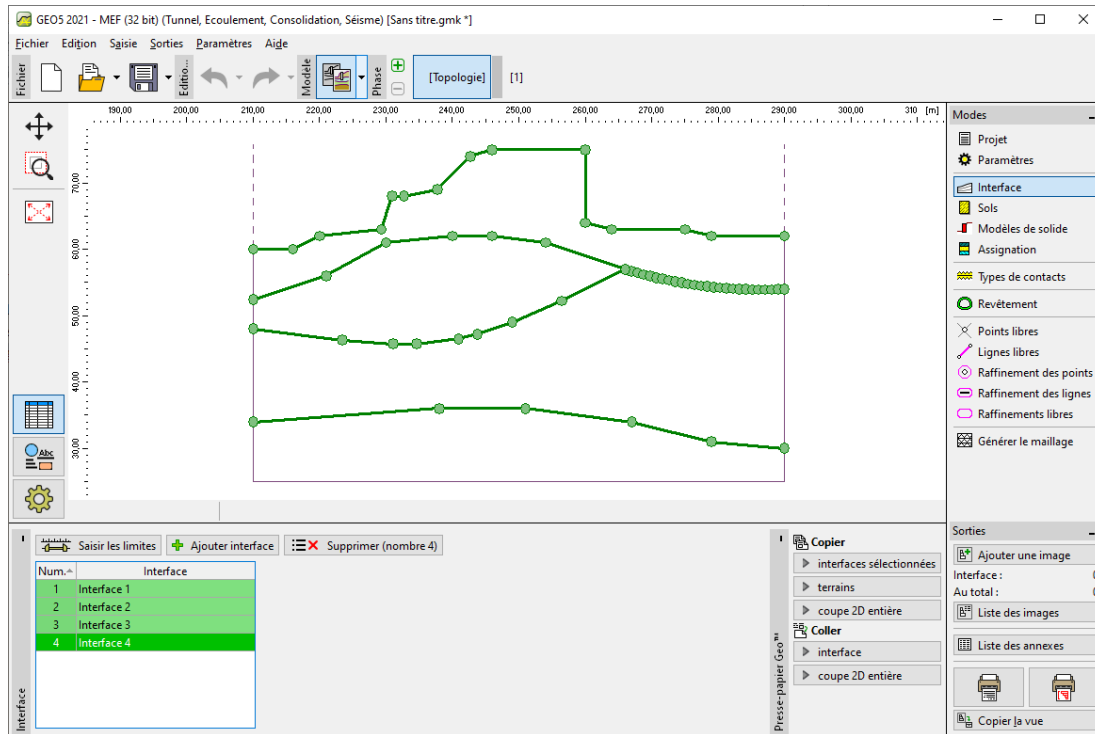 GEO5 2021 - MEF (32 bit) (Tunnel, Ecoulement, Consolidation, Séisme) [Sans titre.gmk *]
Fichier Edition Saisie Sorties Paramètres Aide
Fichier
Editio...
Modèle
Phase
[Topologie]
[1]
190,00 200,00 210,00 220,00 230,00 240,00 250,00 260,00 270,00 280,00 290,00 300,00 310 [m]
70,00
60,00
50,00
40,00
30,00
Abc
Modes
Projet
Paramètres
Interface
Sols
Modèles de solide
Assignation
Types de contacts
Revêtement
Points libres
Lignes libres
Raffinement des points
Raffinement des lignes
Raffinements libres
Générer le maillage
Interface
Saisir les limites Ajouter interface Supprimer (nombre 4)
Num. Interface
1 Interface 1
2 Interface 2
3 Interface 3
4 Interface 4
Presse-papier Geo™
Copier
interfaces sélectionnées
terrains
coupe 2D entière
Coller
interface
coupe 2D entière
Sorties
Ajouter une image
Interface :
Au total :
Liste des images
Liste des annexes
Copier la vue